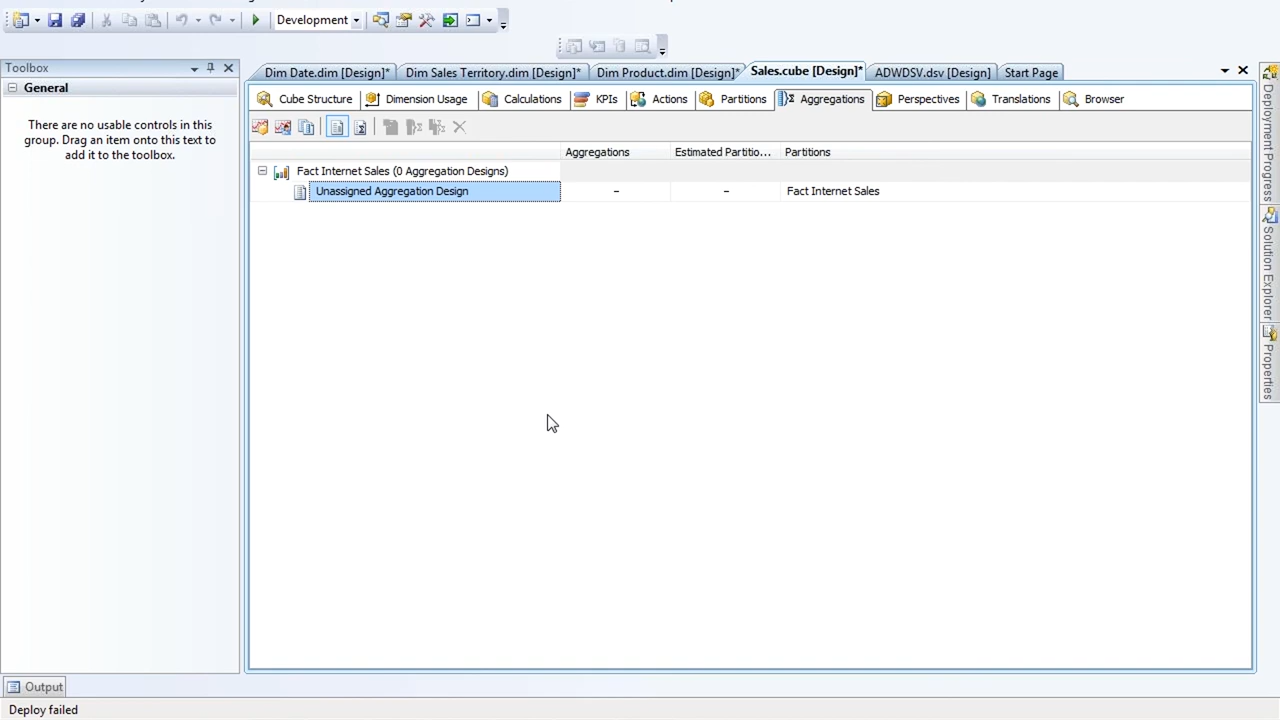 Development
Toolbox
General
There are no usable controls in this
group. Drag an item onto this text to
add it to the toolbox.
Dim Date.dim [Design]*
Dim Sales Territory.dim [Design]*
Dim Product.dim [Design]*
Sales.cube [Design]*
ADWDSV.dsv [Design]
Start Page
Cube Structure
Dimension Usage
Calculations
KPIs
Actions
Partitions
Aggregations
Perspectives
Translations
Browser
Aggregations
Estimated Partitio...
Partitions
Fact Internet Sales (0 Aggregation Designs)
Unassigned Aggregation Design
–
–
Fact Internet Sales
Deployment Progress
Solution Explorer
Properties
Output
Deploy failed